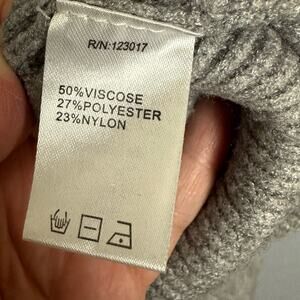 R/N:123017
50%VISCOSE
27%POLYESTER
23%NYLON